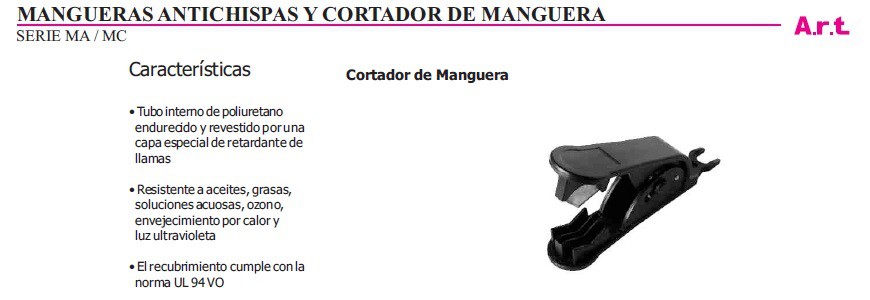 MANGUERAS ANTICHISPAS Y CORTADOR DE MANGUERA
SERIE MA / MC
A.r.t.
Características
Cortador de Manguera
• Tubo interno de poliuretano
endurecido y revestido por una
capa especial de retardante de
llamas
• Resistente a aceites, grasas,
soluciones acuosas, ozono,
envejecimiento por calor y
luz ultravioleta
• El recubrimiento cumple con la
norma UL 94 VO